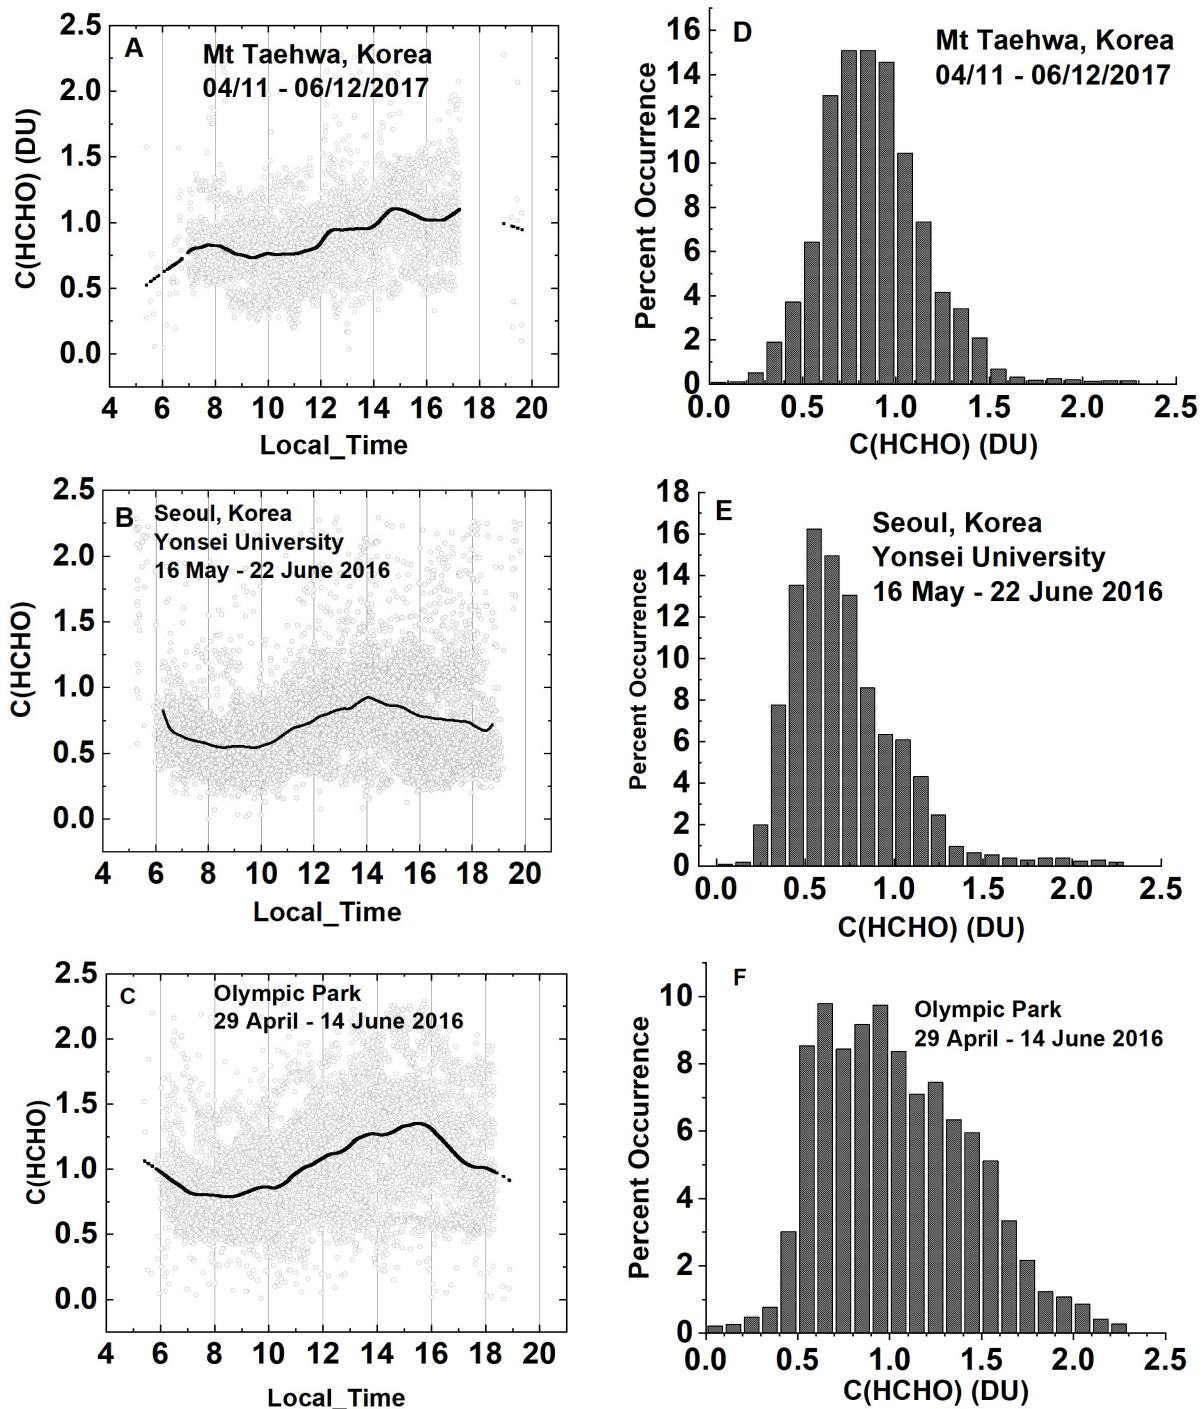 A
Mt Taehwa, Korea
04/11 - 06/12/2017
C(HCHO) (DU)
2.5
2.0
1.5
1.0
0.5
0.0
4 6 8 10 12 14 16 18 20
Local_Time
D
Mt Taehwa, Korea
04/11 - 06/12/2017
Percent Occurrence
16
14
12
10
8
6
4
2
0
0.0 0.5 1.0 1.5 2.0 2.5
C(HCHO) (DU)
B
Seoul, Korea
Yonsei University
16 May - 22 June 2016
C(HCHO)
2.5
2.0
1.5
1.0
0.5
0.0
4 6 8 10 12 14 16 18 20
Local_Time
E
Seoul, Korea
Yonsei University
16 May - 22 June 2016
Percent Occurrence
18
16
14
12
10
8
6
4
2
0
0.0 0.5 1.0 1.5 2.0 2.5
C(HCHO) (DU)
C
Olympic Park
29 April - 14 June 2016
C(HCHO)
2.5
2.0
1.5
1.0
0.5
0.0
4 6 8 10 12 14 16 18 20
Local_Time
F
Olympic Park
29 April - 14 June 2016
Percent Occurrence
10
8
6
4
2
0
0.0 0.5 1.0 1.5 2.0 2.5
C(HCHO) (DU)